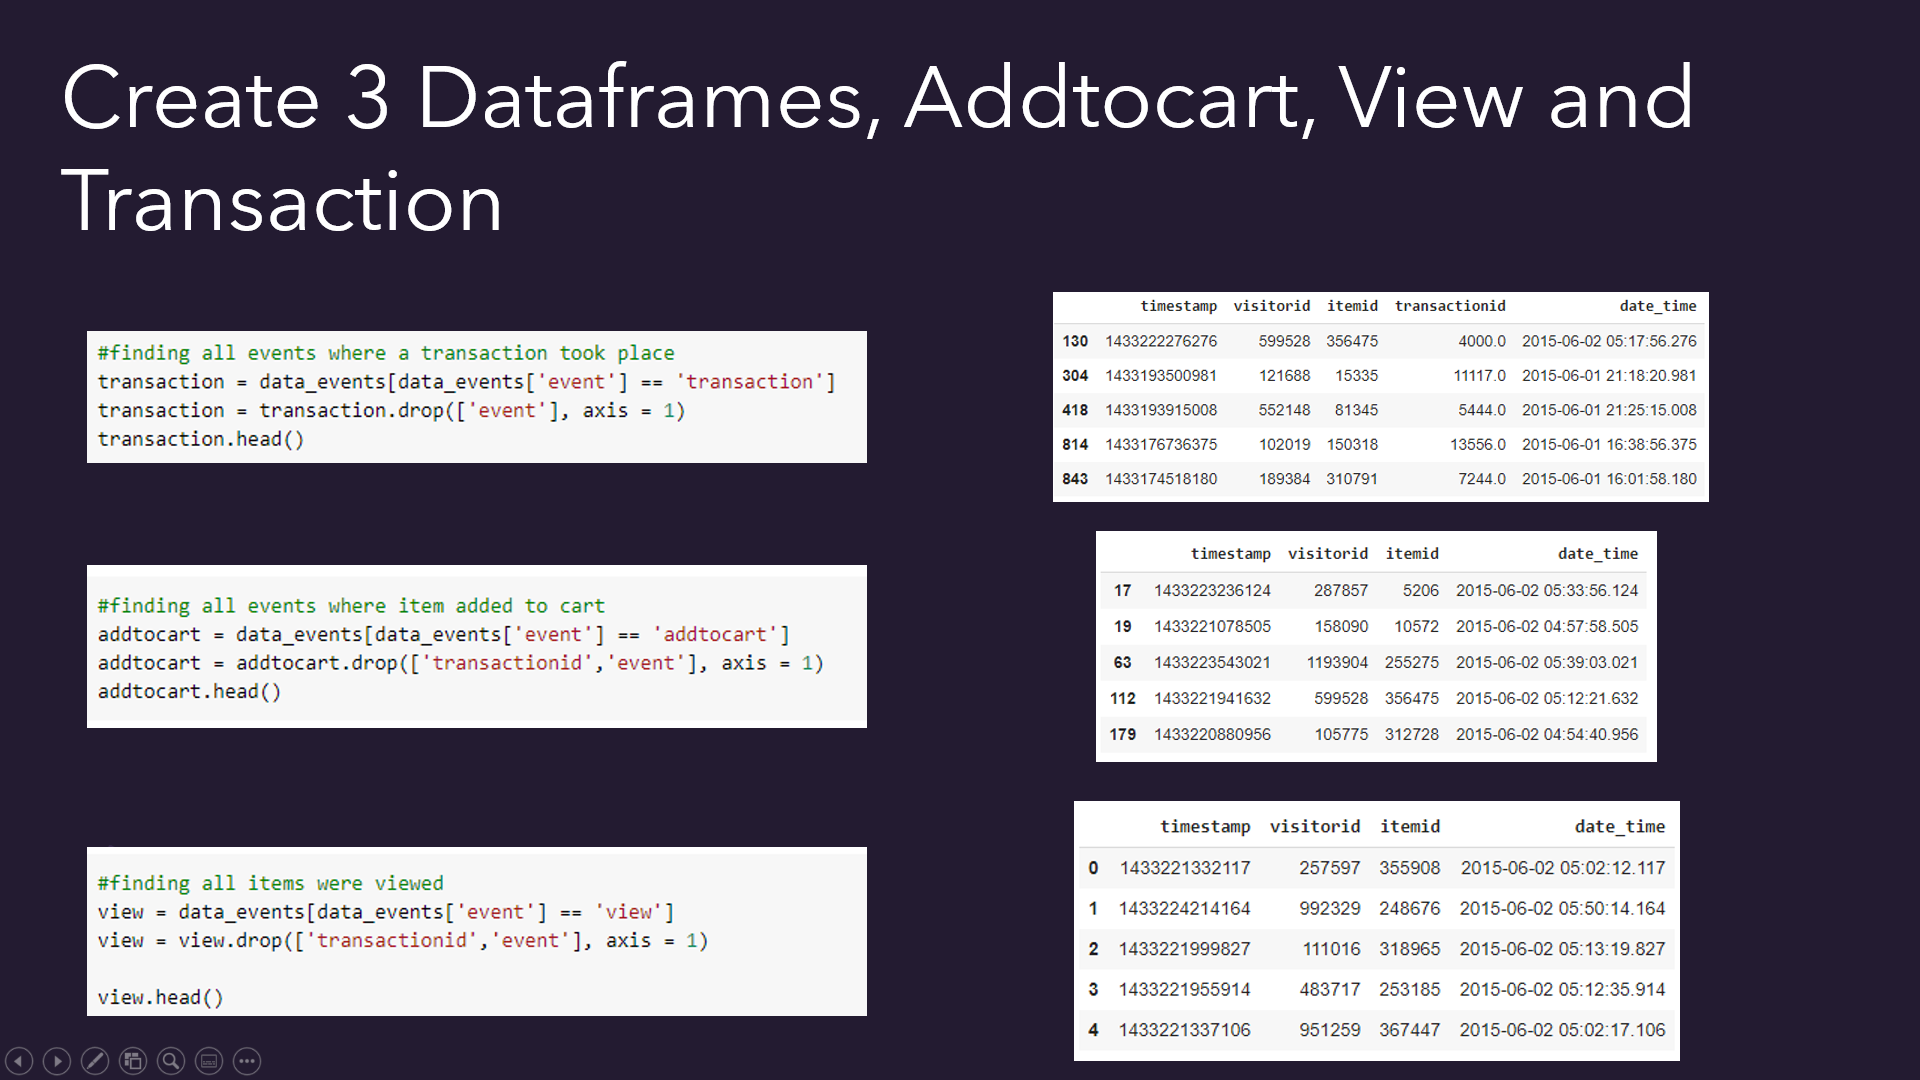 Create 3 Dataframes, Addtocart, View and
Transaction
#finding all events where a transaction took place
transaction = data_events[data_events['event'] == 'transaction']
transaction = transaction.drop(['event'], axis = 1)
transaction.head()
timestamp visitorid itemid transactionid date_time
130 1433222276276 599528 356475 4000.0 2015-06-02 05:17:56.276
304 1433193500981 121688 15335 11117.0 2015-06-01 21:18:20.981
418 1433193915008 552148 81345 5444.0 2015-06-01 21:25:15.008
814 1433176736375 102019 150318 13556.0 2015-06-01 16:38:56.375
843 1433174518180 189384 310791 7244.0 2015-06-01 16:01:58.180
#finding all events where item added to cart
addtocart = data_events[data_events['event'] == 'addtocart']
addtocart = addtocart.drop(['transactionid','event'], axis = 1)
addtocart.head()
timestamp visitorid itemid date_time
17 1433223236124 287857 5206 2015-06-02 05:33:56.124
19 1433221078505 158090 10572 2015-06-02 04:57:58.505
63 1433223543021 1193904 255275 2015-06-02 05:39:03.021
112 1433221941632 599528 356475 2015-06-02 05:12:21.632
179 1433220880956 105775 312728 2015-06-02 04:54:40.956
#finding all items were viewed
view = data_events[data_events['event'] == 'view']
view = view.drop(['transactionid','event'], axis = 1)
view.head()
timestamp visitorid itemid date_time
0 1433221332117 257597 355908 2015-06-02 05:02:12.117
1 1433224214164 992329 248676 2015-06-02 05:50:14.164
2 1433221999827 111016 318965 2015-06-02 05:13:19.827
3 1433221955914 483717 253185 2015-06-02 05:12:35.914
4 1433221337106 951259 367447 2015-06-02 05:02:17.106